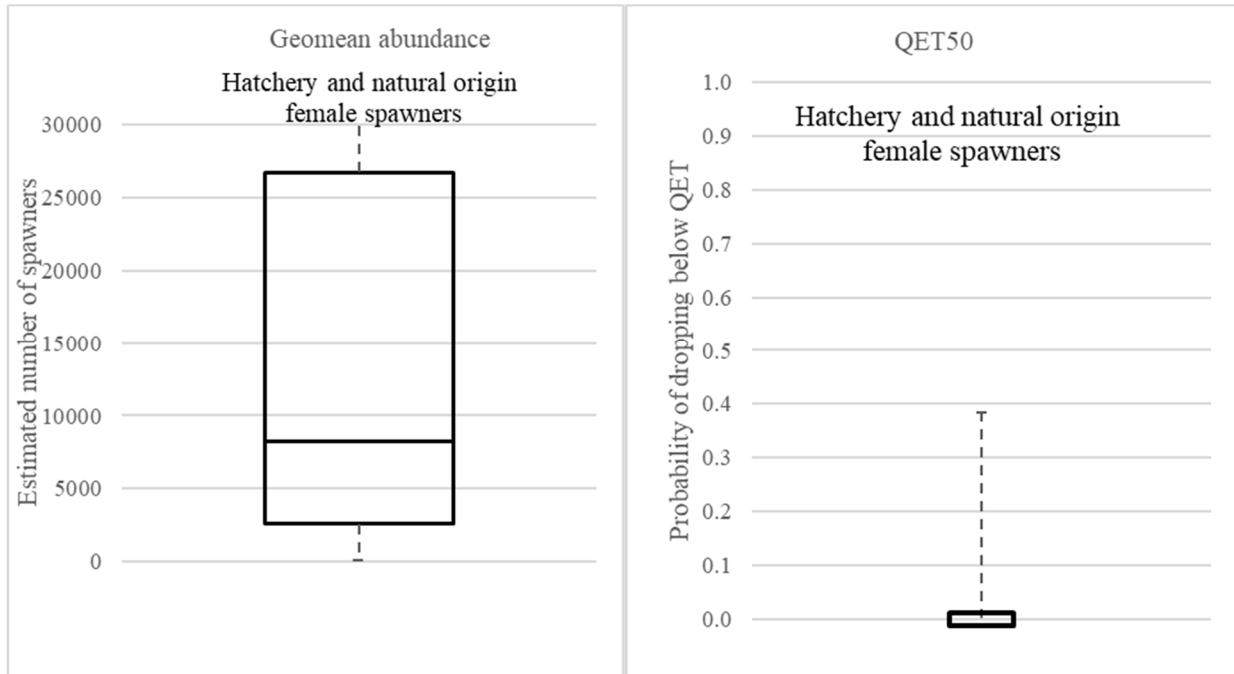 Geomean abundance
Hatchery and natural origin
female spawners
Estimated number of spawners
30000
25000
20000
15000
10000
5000
0
QET50
Hatchery and natural origin
female spawners
Probability of dropping below QET
1.0
0.9
0.8
0.7
0.6
0.5
0.4
0.3
0.2
0.1
0.0